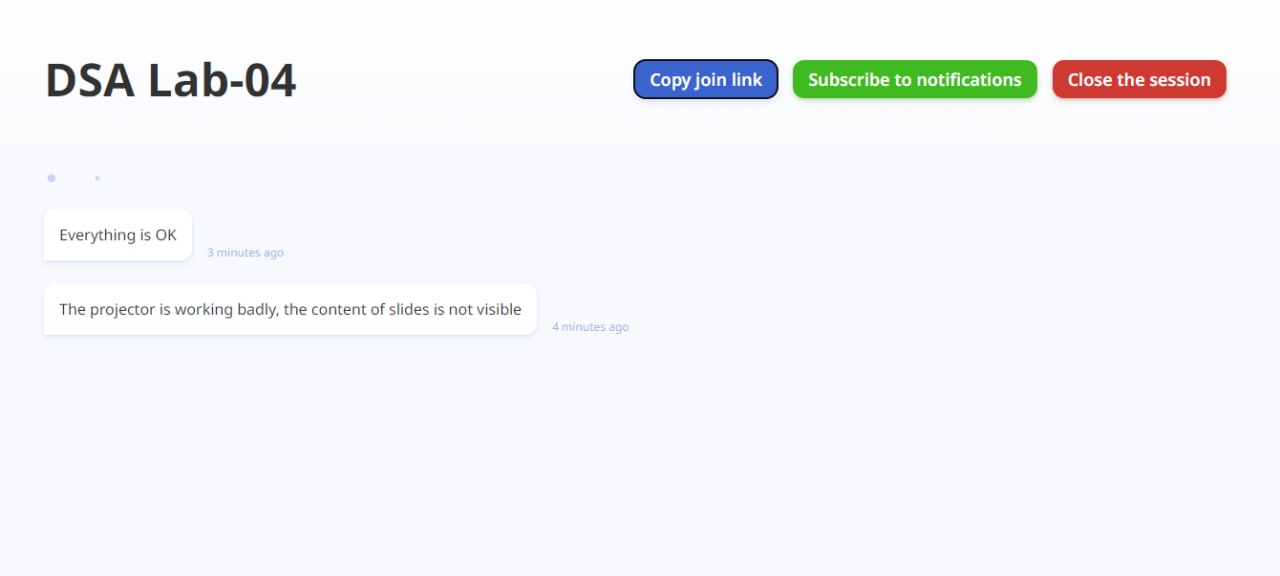 DSA Lab-04
Copy join link
Subscribe to notifications
Close the session
Everything is OK
3 minutes ago
The projector is working badly, the content of slides is not visible
4 minutes ago